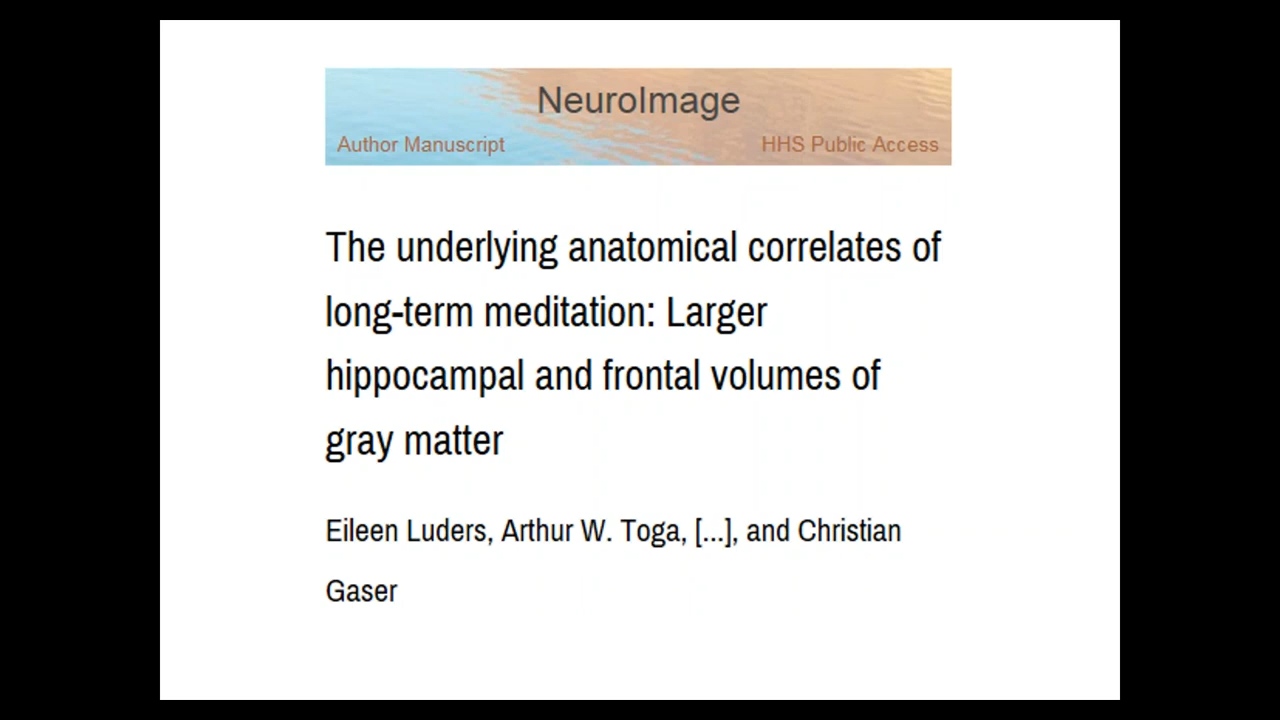 NeuroImage
Author Manuscript HHS Public Access
The underlying anatomical correlates of
long-term meditation: Larger
hippocampal and frontal volumes of
gray matter
Eileen Luders, Arthur W. Toga, [...], and Christian
Gaser